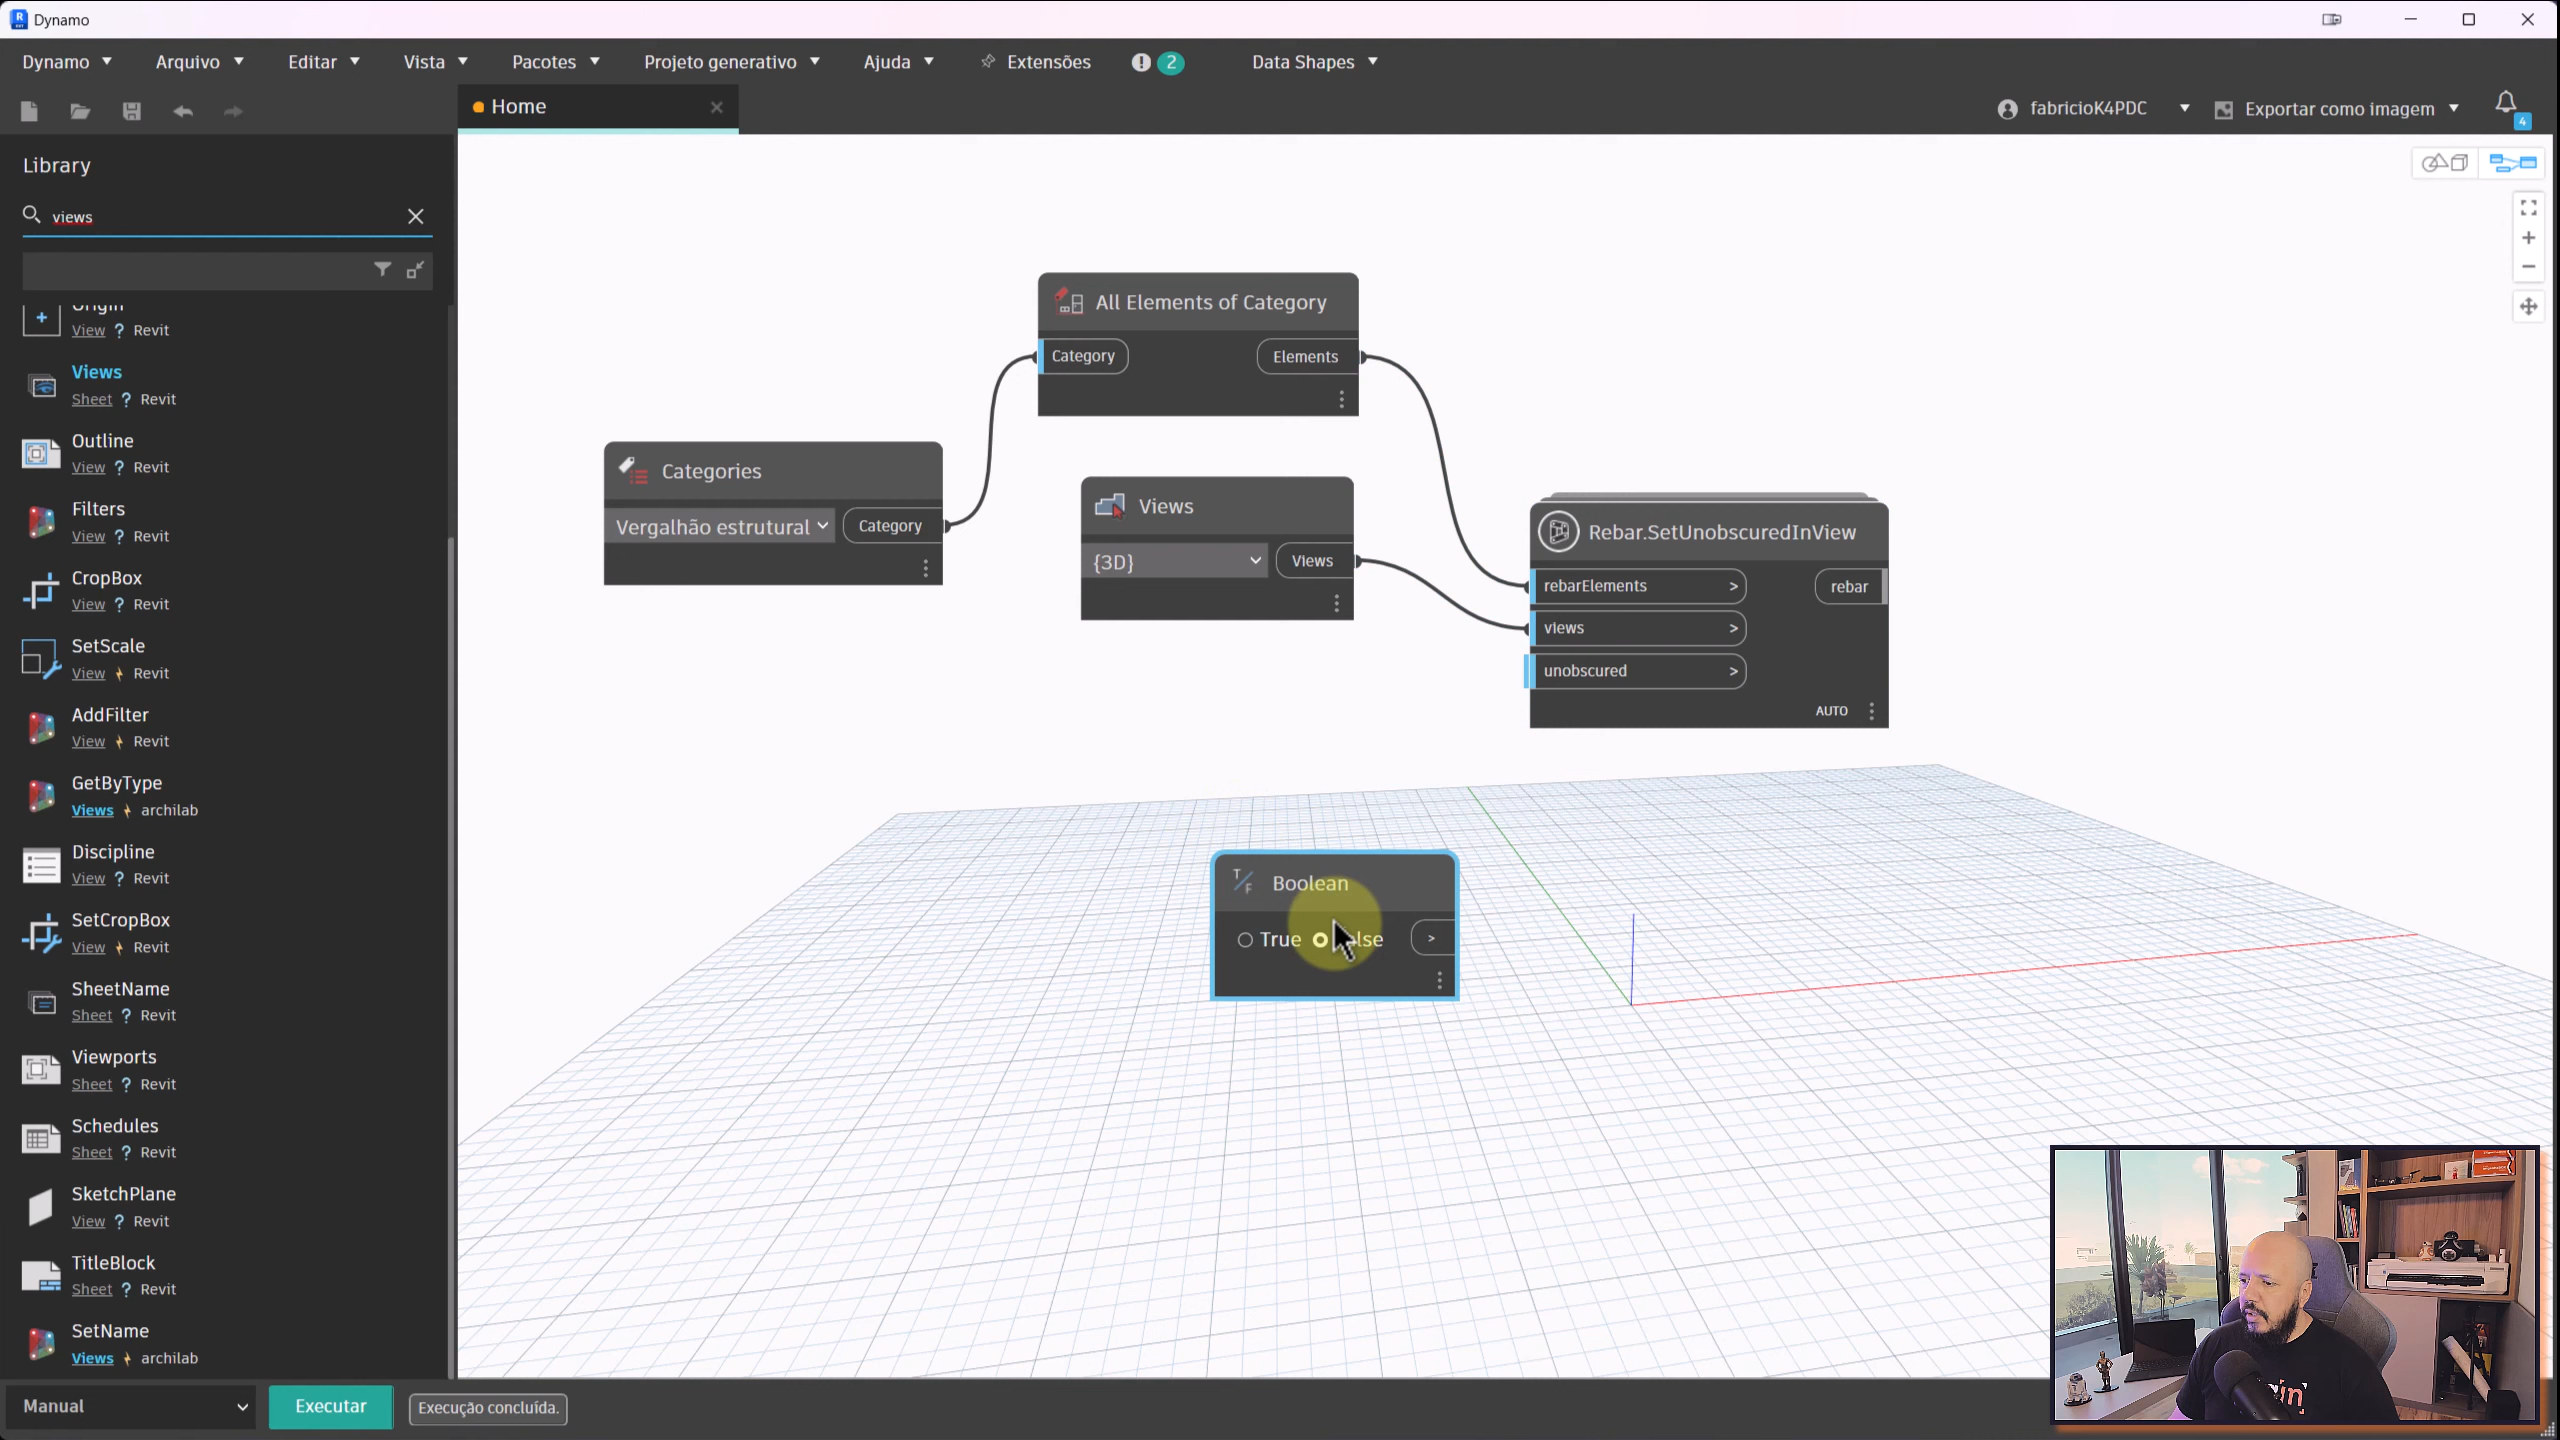 Dynamo
Dynamo Arquivo Editar Vista Pacotes Projeto generativo Ajuda Extensões 2 Data Shapes
Home
fabricioK4PDC Exportar como imagem 4
Library
views
Origin
View ? Revit
Views
Sheet ? Revit
Outline
View ? Revit
Filters
View ? Revit
CropBox
View ? Revit
SetScale
View Revit
AddFilter
View Revit
GetByType
Views archilab
Discipline
View ? Revit
SetCropBox
View Revit
SheetName
Sheet ? Revit
Viewports
Sheet ? Revit
Schedules
Sheet ? Revit
SketchPlane
View ? Revit
TitleBlock
Sheet ? Revit
SetName
Views archilab
All Elements of Category
Category Elements
Categories
Vergalhão estrutural Category
Views
{3D} Views
Rebar.SetUnobscuredInView
rebarElements > rebar
views >
unobscured >
AUTO
T/F Boolean
True >
Manual Executar Execução concluída.